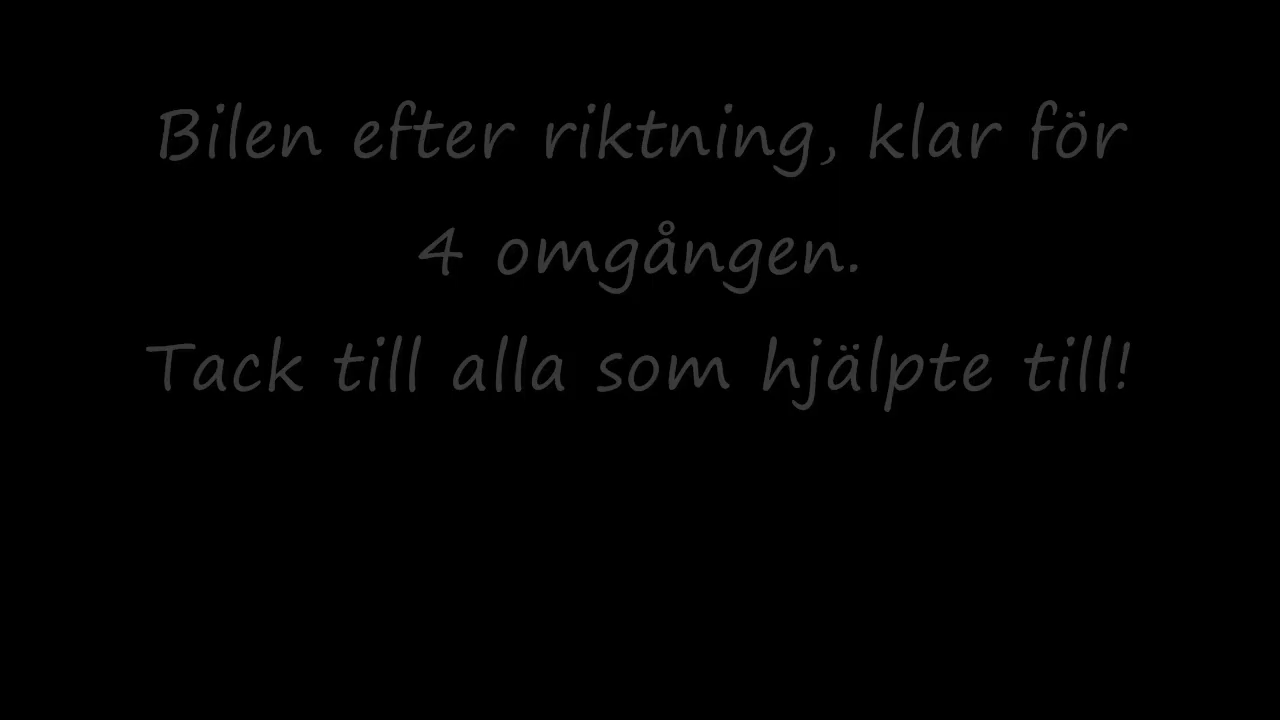 Bilen efter riktning, klar för
4 omgången.
Tack till alla som hjälpte till!